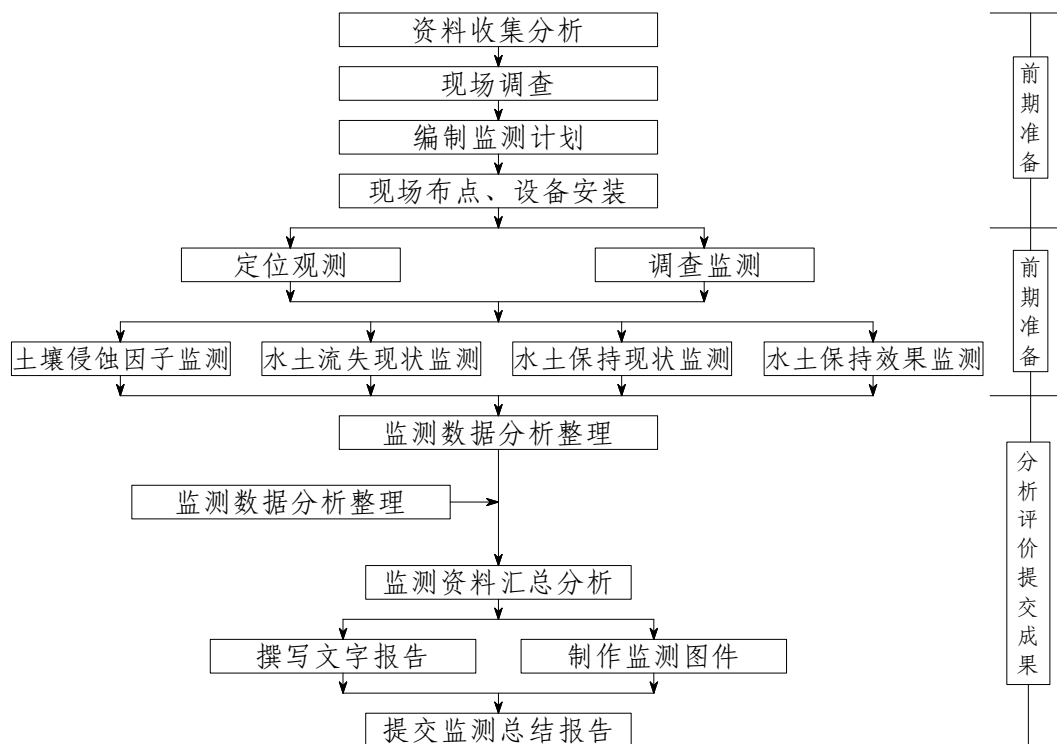 资料收集分析
现场调查
编制监测计划
现场布点、设备安装
前期准备
定位观测
调查监测
前期准备
土壤侵蚀因子监测
水土流失现状监测
水土保持现状监测
水土保持效果监测
监测数据分析整理
监测数据分析整理
监测资料汇总分析
撰写文字报告
制作监测图件
提交监测总结报告
分析评价提交成果